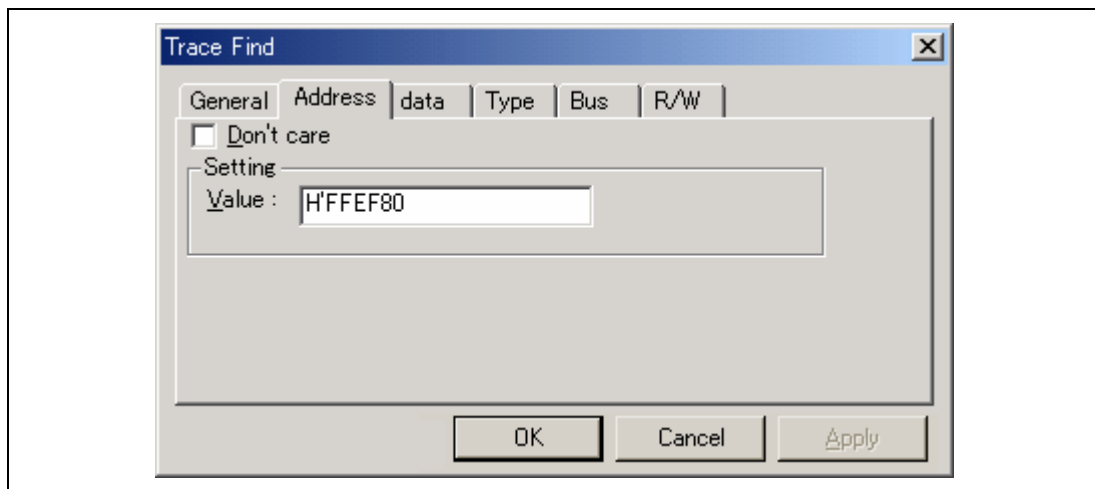 Trace Find
General Address data Type Bus R/W
Don't care
Setting
Value : H'FFEF80
OK Cancel Apply